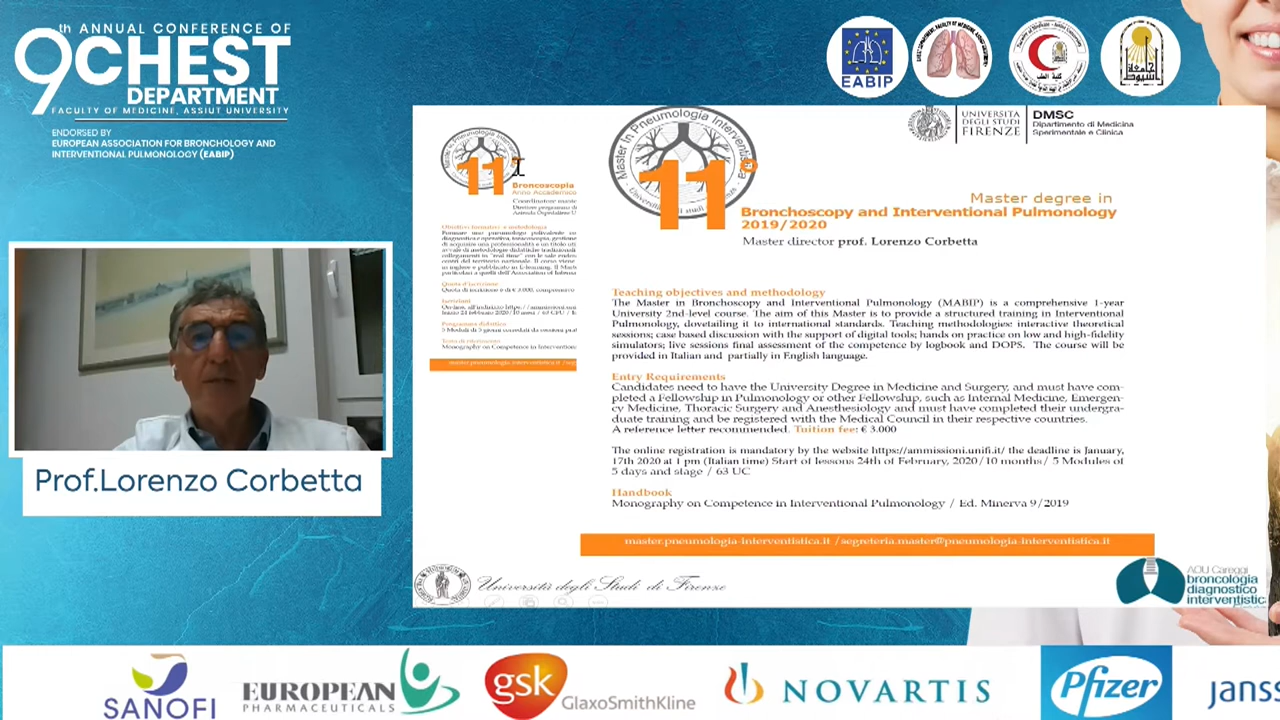 9th ANNUAL CONFERENCE OF
CHEST
DEPARTMENT
FACULTY OF MEDICINE, ASSIUT UNIVERSITY
ENDORSED BY
EUROPEAN ASSOCIATION FOR BRONCHOLOGY AND
INTERVENTIONAL PULMONOLOGY (EABIP)
EABIP
كلية الطب
Prof.Lorenzo Corbetta
11
Broncoscopia
Anno Accademico
Master in Pneumologia
11
UNIVERSITÀ
DEGLI STUDI
FIRENZE
DMSC
Dipartimento di Medicina
Sperimentale e Clinica
Master degree in
Bronchoscopy and Interventional Pulmonology
2019/2020
Master director prof. Lorenzo Corbetta
Teaching objectives and methodology
The Master in Bronchoscopy and Interventional Pulmonology (MABIP) is a comprehensive 1-year
University 2nd-level course. The aim of this Master is to provide a structured training in Interventional
Pulmonology, dovetailing it to international standards. Teaching methodologies: interactive theoretical
sessions; case based discussion with the support of digital tools; hands on practice on low and high-fidelity
simulators; live sessions final assessment of the competence by logbook and DOPS. The course will be
provided in Italian and partially in English language.
Entry Requirements
Candidates need to have the University Degree in Medicine and Surgery, and must have com-
pleted a Fellowship in Pulmonology or other Fellowship, such as Internal Medicine, Emergen-
cy Medicine, Thoracic Surgery and Anesthesiology and must have completed their undergra-
duate training and be registered with the Medical Council in their respective countries.
A reference letter recommended. Tuition fee: € 3.000
The online registration is mandatory by the website https://ammissioni.unifi.it/ the deadline is January,
17th 2020 at 1 pm (Italian time) Start of lessons 24th of February, 2020/10 months/ 5 Modules of
5 days and stage / 63 UC
Handbook
Monography on Competence in Interventional Pulmonology / Ed. Minerva 9/2019
master.pneumologia-interventistica.it /segreteria.master@pneumologia-interventistica.it
Università degli Studi di Firenze
AOU Careggi
broncologia
diagnostico
interventistic
SANOFI
EUROPEAN
PHARMACEUTICALS
gsk
GlaxoSmithKline
NOVARTIS
Pfizer
janss